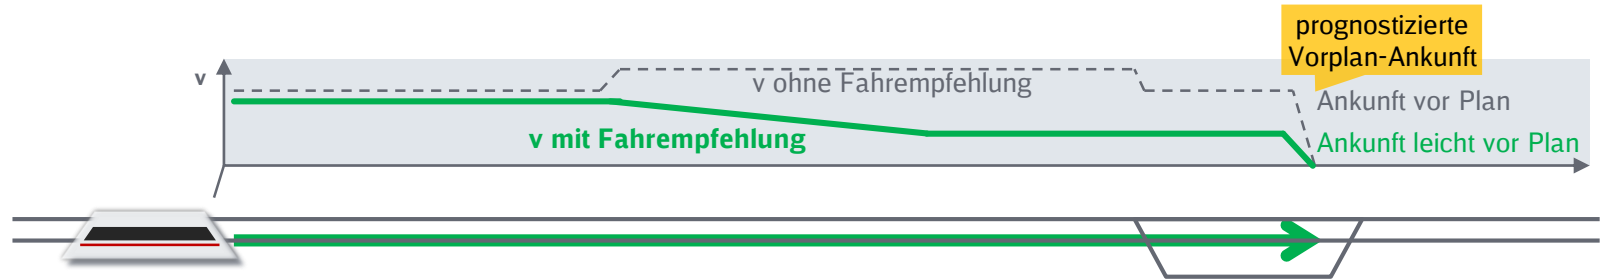 prognostizierte
Vorplan-Ankunft
v
v ohne Fahrempfehlung
Ankunft vor Plan
v mit Fahrempfehlung
Ankunft leicht vor Plan